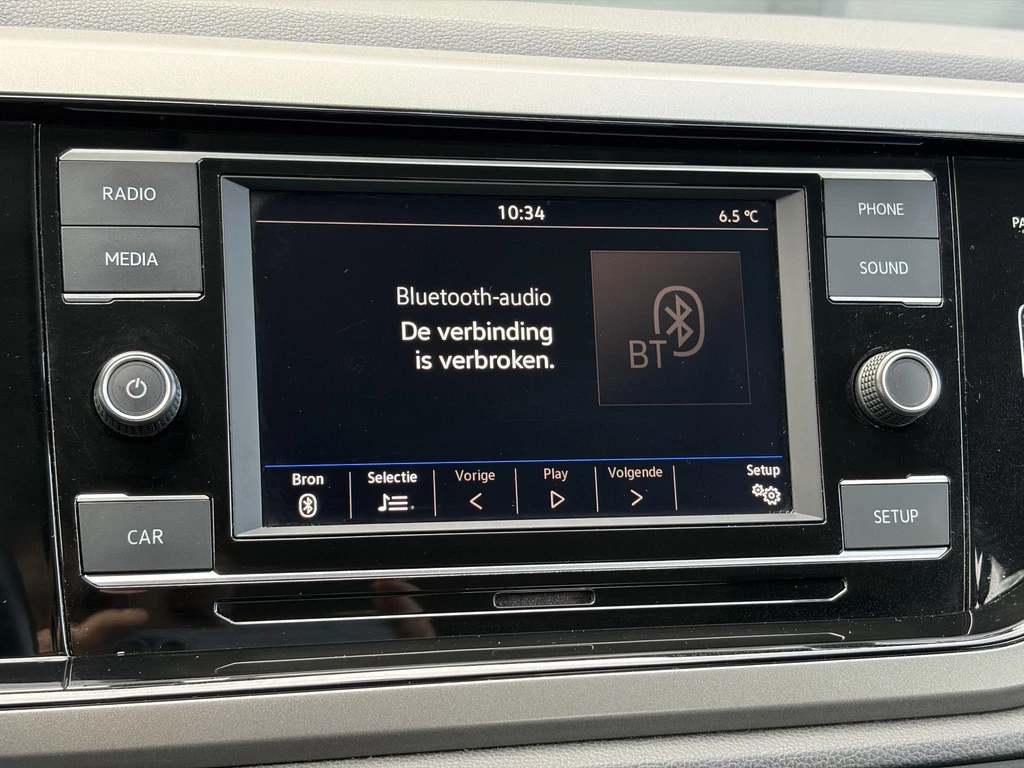 RADIO
MEDIA
CAR
10:34
6.5 °C
Bluetooth-audio
De verbinding
is verbroken.
BT
Bron
Selectie
Vorige
Play
Volgende
Setup
PHONE
SOUND
SETUP